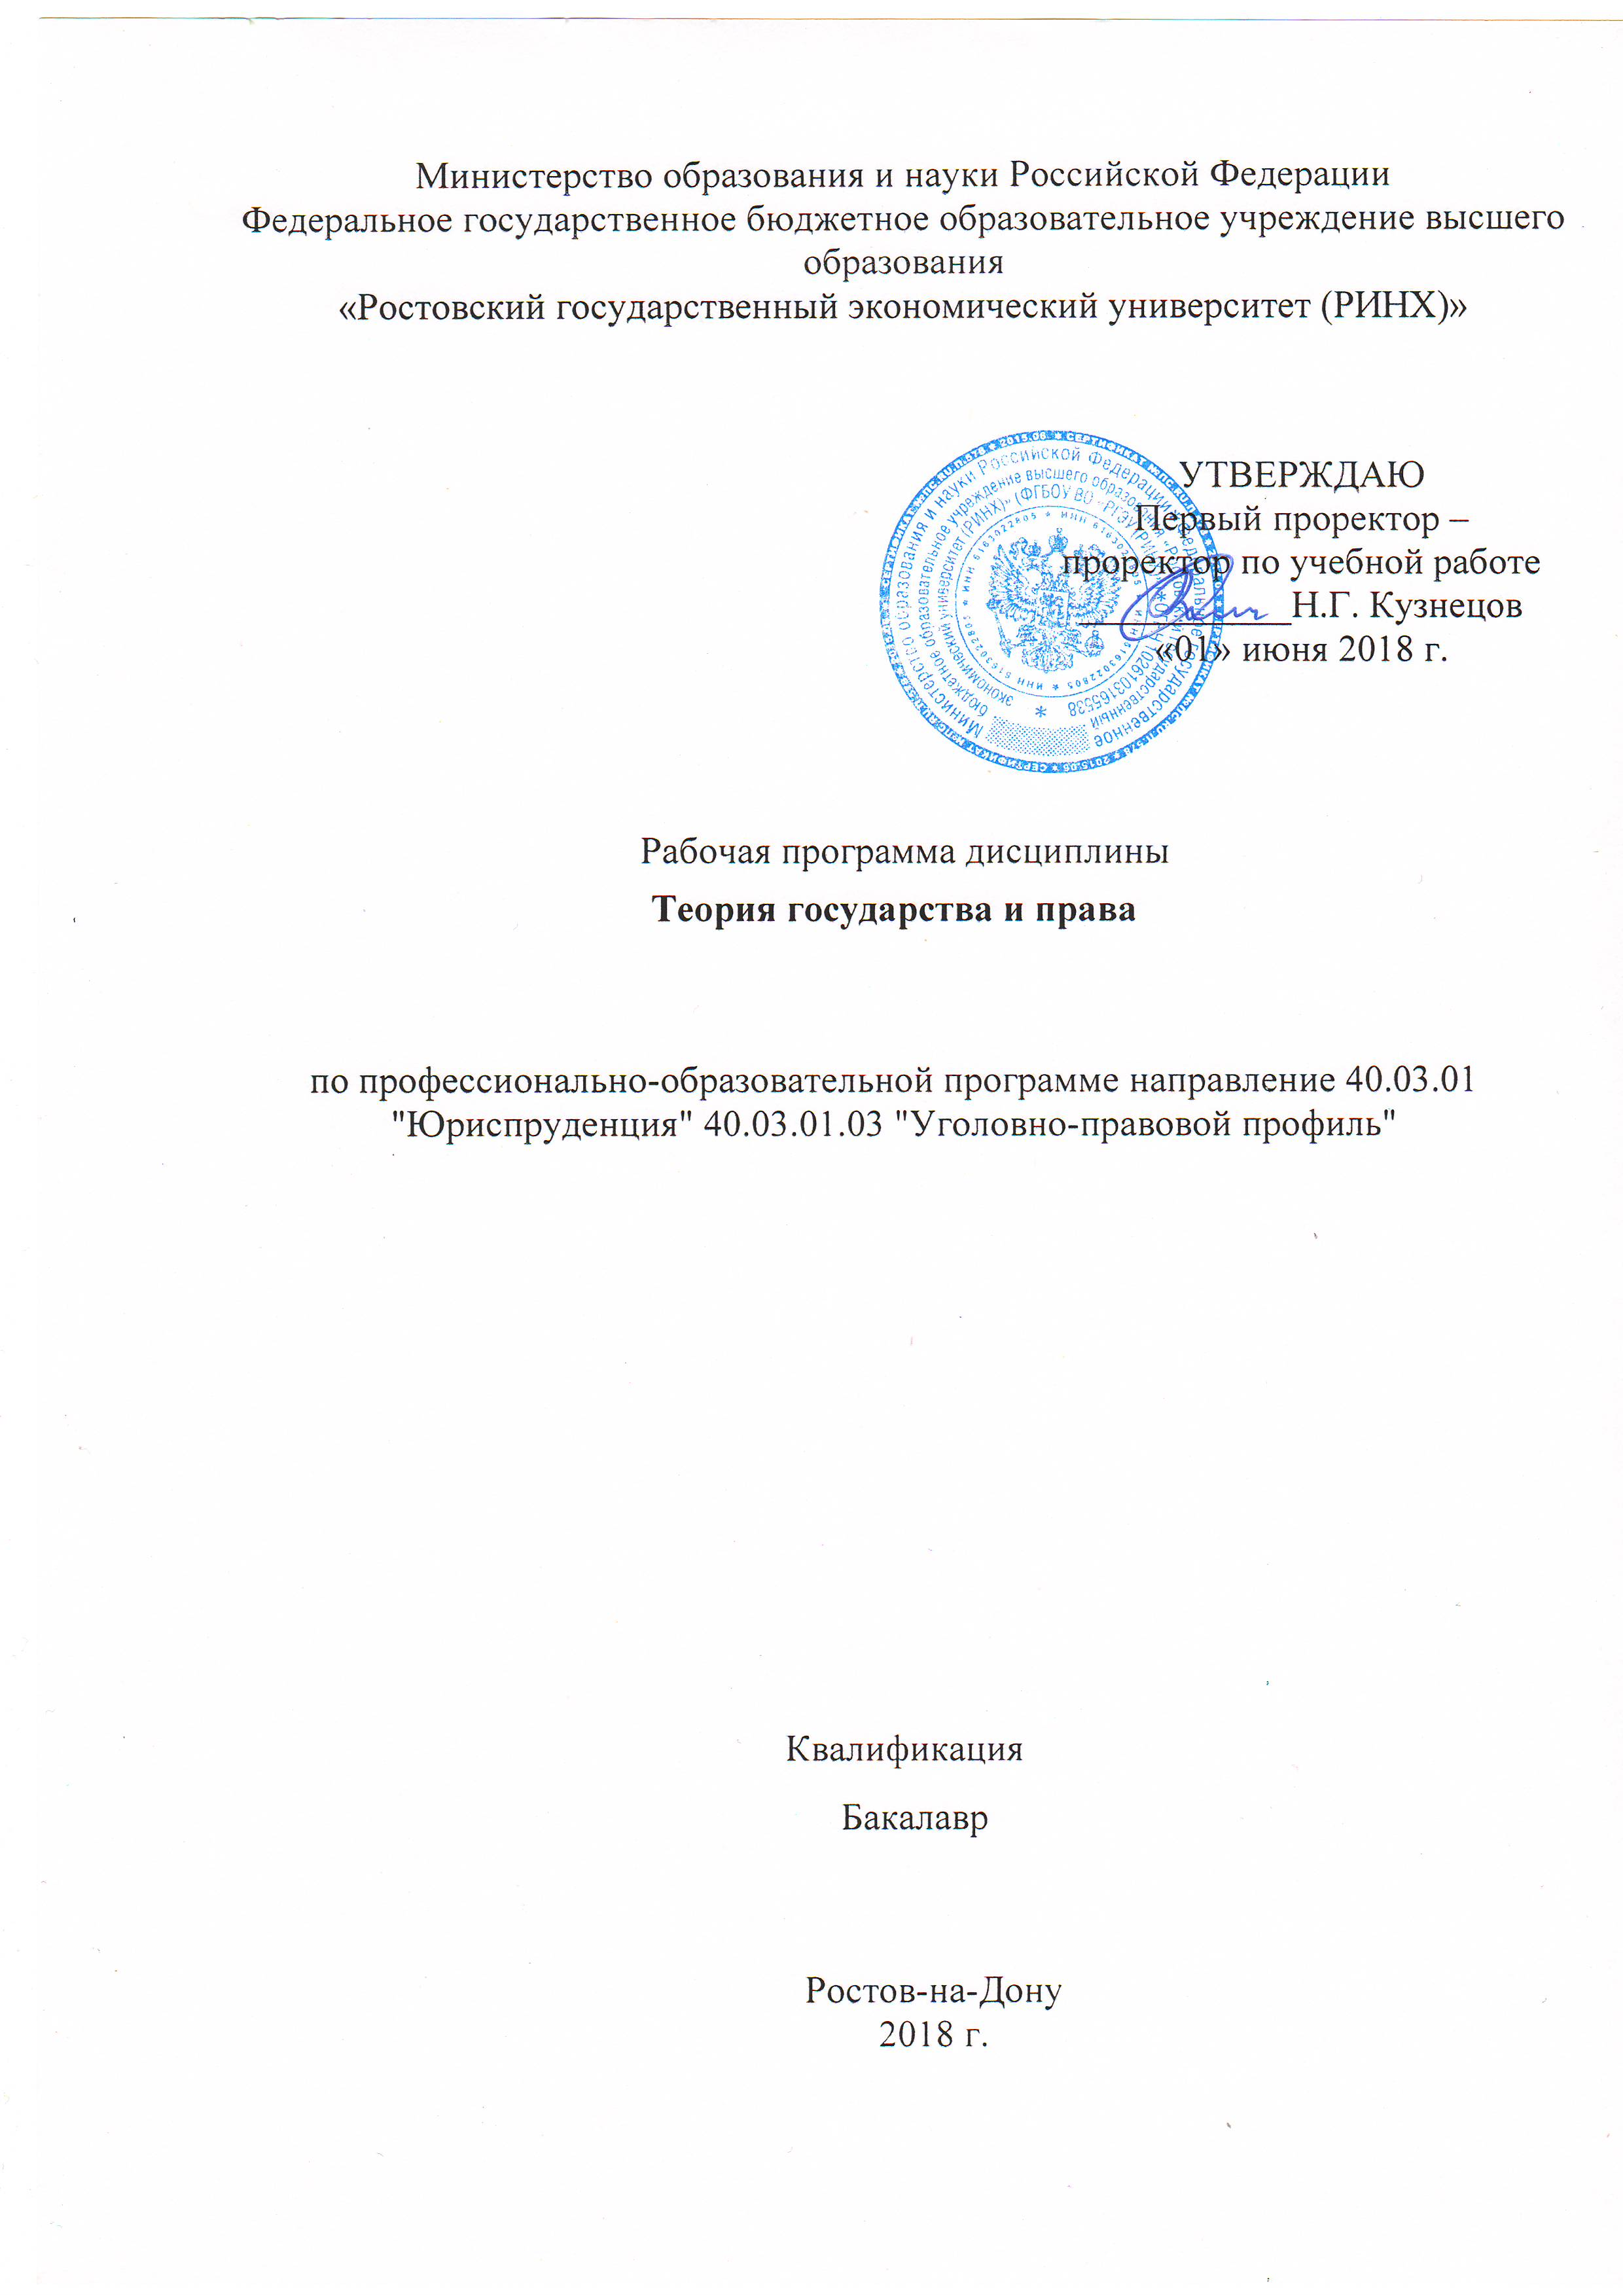 Министерство образования и науки Российской Федерации
Федеральное государственное бюджетное образовательное учреждение высшего
образования
«Ростовский государственный экономический университет (РИНХ)»
УТВЕРЖДАЮ
Первый проректор –
проректор по учебной работе
____________Н.Г. Кузнецов
«01» июня 2018 г.
Рабочая программа дисциплины
Теория государства и права
по профессионально-образовательной программе направление 40.03.01
"Юриспруденция" 40.03.01.03 "Уголовно-правовой профиль"
Квалификация
Бакалавр
Ростов-на-Дону
2018 г.